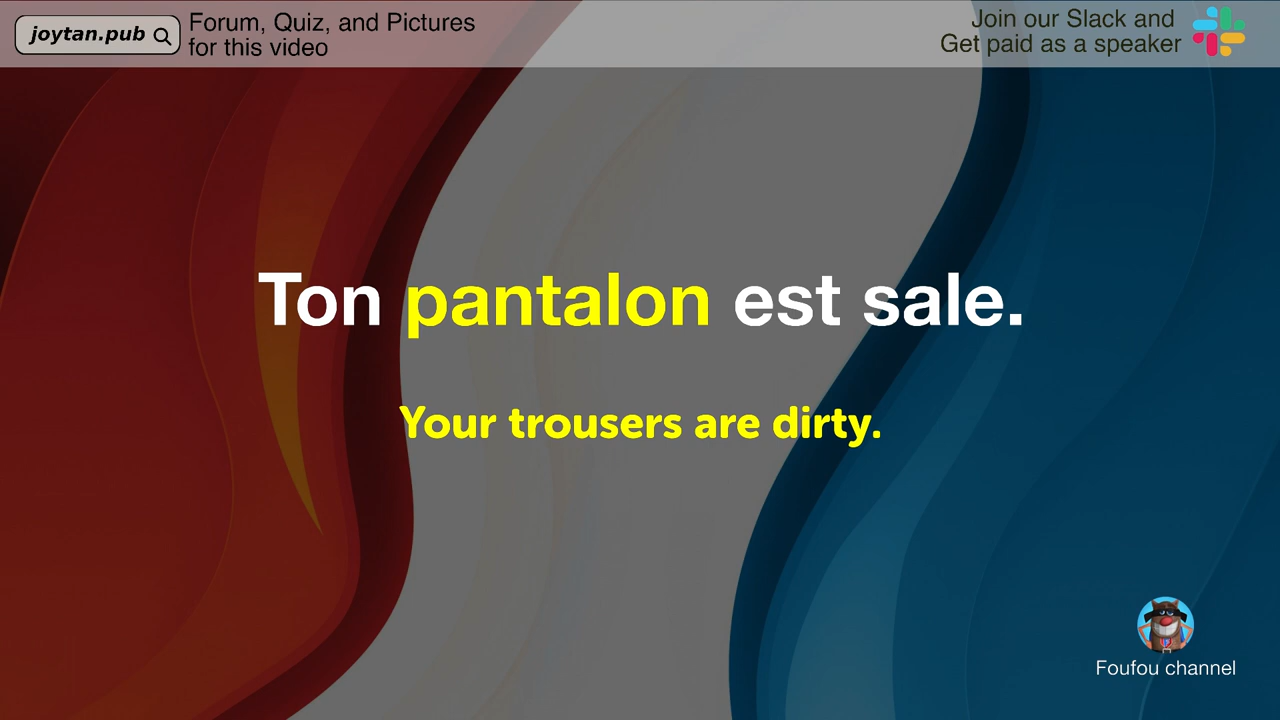 joytan.pub
Forum, Quiz, and Pictures
for this video
Join our Slack and
Get paid as a speaker
Ton pantalon est sale.
Your trousers are dirty.
Foufou channel